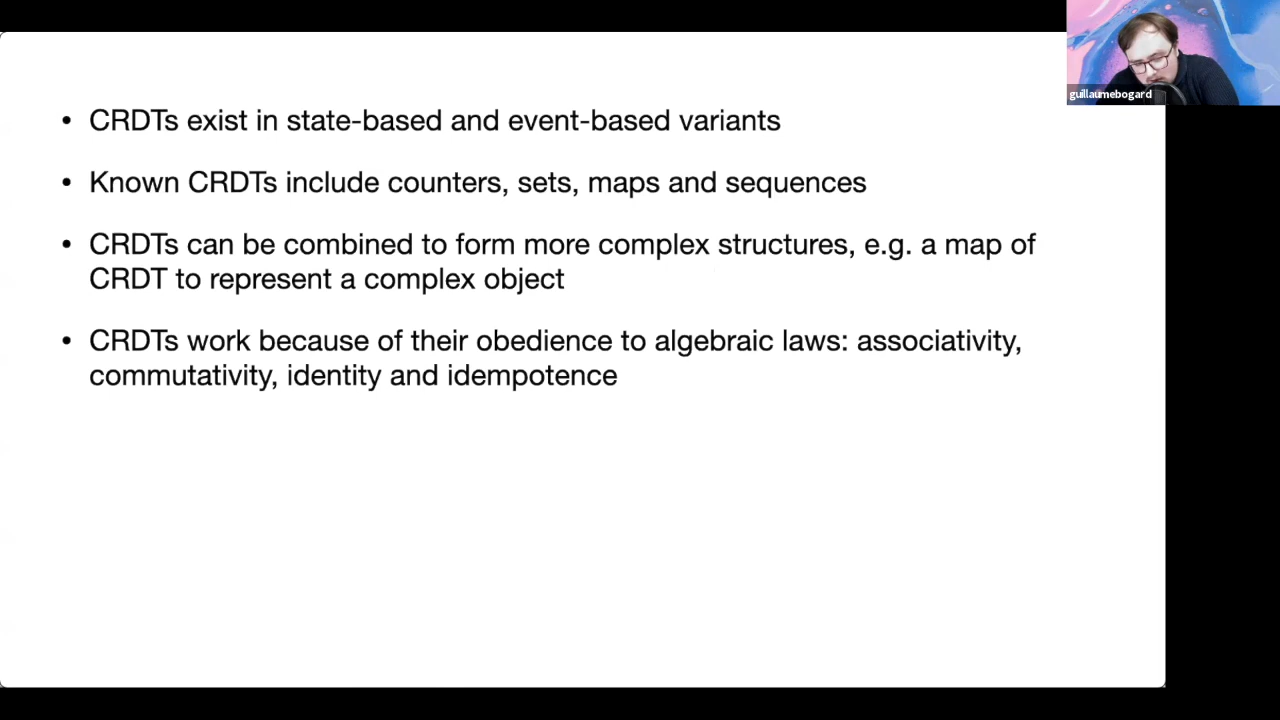 guillaumebogard
• CRDTs exist in state-based and event-based variants
• Known CRDTs include counters, sets, maps and sequences
• CRDTs can be combined to form more complex structures, e.g. a map of
CRDT to represent a complex object
• CRDTs work because of their obedience to algebraic laws: associativity,
commutativity, identity and idempotence